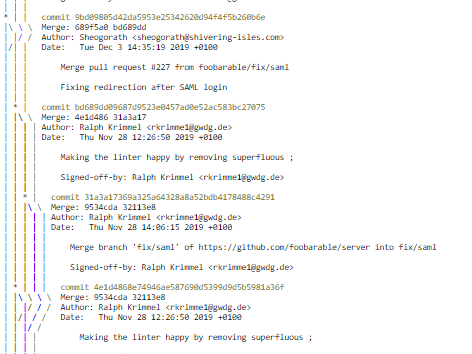 commit 9bd09805d42da5953e25342620d94f4f5b260b6e
Merge: 689f5a0 bd689dd
Author: Sheogorath <sheogorath@shivering-isles.com>
Date: Tue Dec 3 14:35:19 2019 +0100
Merge pull request #227 from foobarable/fix/saml
Fixing redirection after SAML login
commit bd689dd09687d9523e0457ad0e52ac583bc27075
Merge: 4e1d486 31a3a17
Author: Ralph Krimmel <rkrimme1@gwdg.de>
Date: Thu Nov 28 12:26:50 2019 +0100
Making the linter happy by removing superfluous ;
Signed-off-by: Ralph Krimmel <rkrimme1@gwdg.de>
commit 31a3a17369a325a64328a8a52bdb4178488c4291
Merge: 9534cda 32113e8
Author: Ralph Krimmel <rkrimme1@gwdg.de>
Date: Thu Nov 28 14:06:15 2019 +0100
Merge branch 'fix/saml' of https://github.com/foobarable/server into fix/saml
Signed-off-by: Ralph Krimmel <rkrimme1@gwdg.de>
commit 4e1d4868e74946ae587690d5399d9d5b5981a36f
Merge: 9534cda 32113e8
Author: Ralph Krimmel <rkrimme1@gwdg.de>
Date: Thu Nov 28 12:26:50 2019 +0100
Making the linter happy by removing superfluous ;